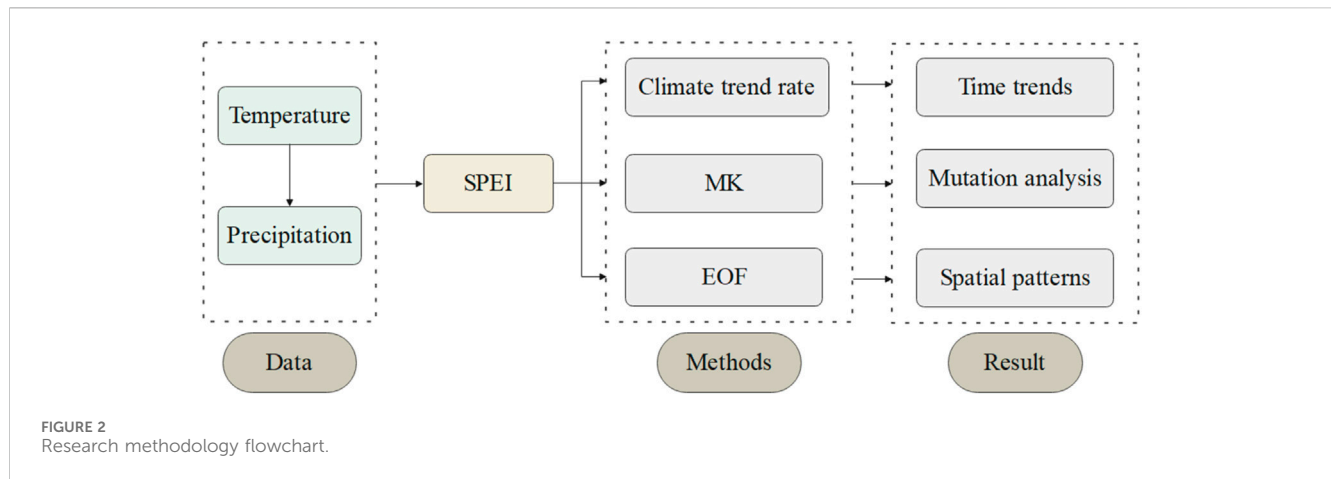 Temperature
Precipitation
Data
SPEI
Climate trend rate
MK
EOF
Methods
Time trends
Mutation analysis
Spatial patterns
Result
FIGURE 2
Research methodology flowchart.